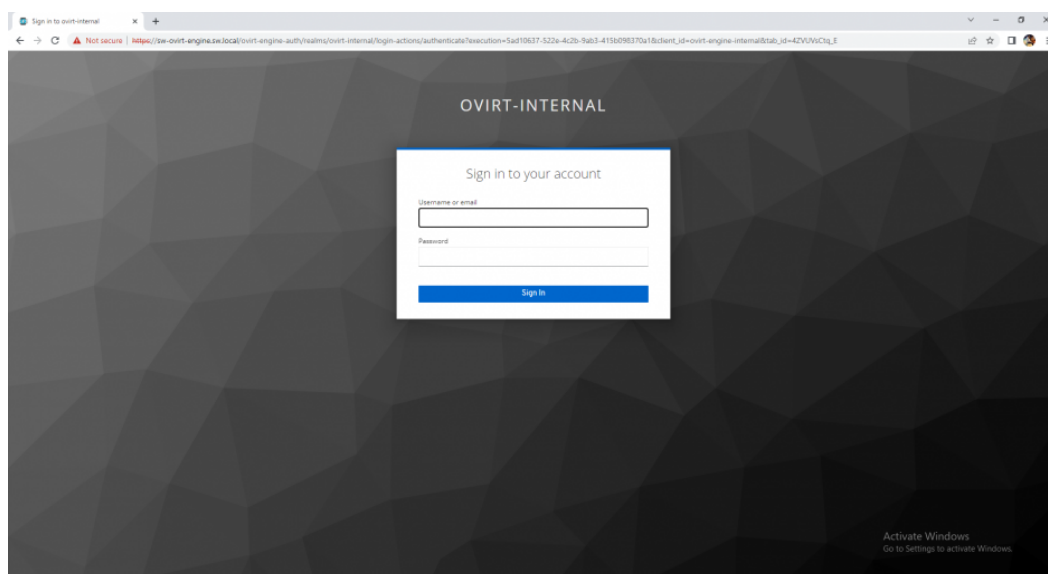 Sign in to ovirt-internal
Not secure https://sw-ovirt-engine.sw.local/ovirt-engine-auth/realms/ovirt-internal/login-actions/authenticate?execution=5ad10637-522e-4c2b-9ab3-415b098370a1&client_id=ovirt-engine-internal&tab_id=4ZVUVsCtq_E
OVIRT-INTERNAL
Sign in to your account
Username or email
Password
Sign In
Activate Windows
Go to Settings to activate Windows.